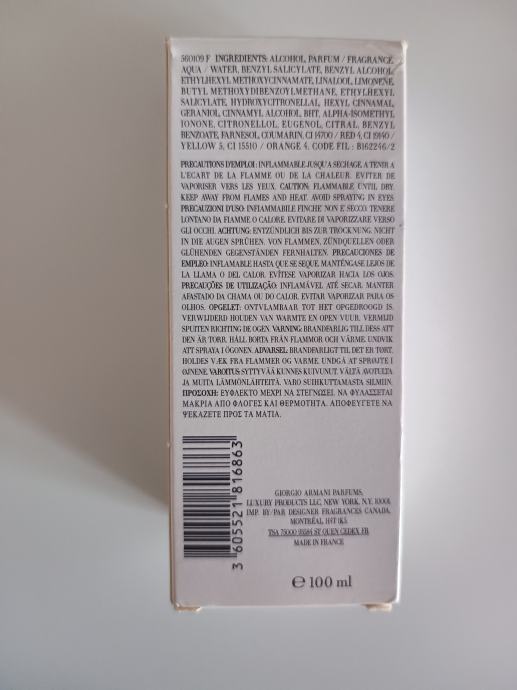 560109 F INGREDIENTS: ALCOHOL, PARFUM / FRAGRANCE,
AQUA / WATER, BENZYL SALICYLATE, BENZYL ALCOHOL,
ETHYLHEXYL METHOXYCINNAMATE, LINALOOL, LIMONENE,
BUTYL METHOXYDIBENZOYLMETHANE, ETHYLHEXYL
SALICYLATE, HYDROXYCITRONELLAL, HEXYL CINNAMAL,
GERANIOL, CINNAMYL ALCOHOL, BHT, ALPHA-ISOMETHYL
IONONE, CITRONELLOL, EUGENOL, CITRAL, BENZYL
BENZOATE, FARNESOL, COUMARIN, CI 14700 / RED 4, CI 19140 /
YELLOW 5, CI 15510 / ORANGE 4. CODE FIL : B162246/2
PRECAUTIONS D'EMPLOI: INFLAMMABLE JUSQU'A SECHAGE. A TENIR A
L'ECART DE LA FLAMME OU DE LA CHALEUR. EVITER DE
VAPORISER VERS LES YEUX. CAUTION: FLAMMABLE UNTIL DRY.
KEEP AWAY FROM FLAMES AND HEAT. AVOID SPRAYING IN EYES.
PRECAUZIONI D'USO: INFIAMMABILE FINCHE NON E SECCO. TENERE
LONTANO DA FIAMME O CALORE. EVITARE DI VAPORIZZARE VERSO
GLI OCCHI. ACHTUNG: ENTZÜNDLICH BIS ZUR TROCKNUNG. NICHT
IN DIE AUGEN SPRÜHEN. VON FLAMMEN, ZÜNDQUELLEN ODER
GLÜHENDEN GEGENSTÄNDEN FERNHALTEN. PRECAUCIONES DE
EMPLEO: INFLAMABLE HASTA QUE SE SEQUE. MANTÉNGASE LEJOS DE
LA LLAMA O DEL CALOR. EVÍTESE VAPORIZAR HACIA LOS OJOS.
PRECAUÇÕES DE UTILIZAÇÃO: INFLAMÁVEL ATÉ SECAR. MANTER
AFASTADO DA CHAMA OU DO CALOR. EVITAR VAPORIZAR PARA OS
OLHOS. OPGELET: ONTVLAMBAAR TOT HET OPGEDROOGD IS.
VERWIJDERD HOUDEN VAN WARMTE EN OPEN VUUR. VERMIJD
SPUITEN RICHTING DE OGEN. VARNING: BRANDFARLIG TILL DESS ATT
DEN ÄR TORR. HÅLL BORTA FRÅN FLAMMOR OCH VÄRME. UNDVIK
ATT SPRAYA I ÖGONEN. ADVARSEL: BRANDFARLIGT TIL DET ER TØRT.
HOLDES VÆK FRA FLAMMER OG VARME. UNDGÅ AT SPRØJTE I
ØJNENE. VAROITUS: SYTTYVÄÄ KUNNES KUIVUNUT. VÄLTÄ AVOTULTA
JA MUITA LÄMMÖNLÄHTEITÄ. VARO SUIHKUTTAMASTA SILMIIN.
ΠΡΟΣΟΧΗ: ΕΥΦΛΕΚΤΟ ΜΕΧΡΙ ΝΑ ΣΤΕΓΝΩΣΕΙ. ΝΑ ΦΥΛΑΣΣΕΤΑΙ
ΜΑΚΡΙΑ ΑΠΟ ΦΛΟΓΕΣ ΚΑΙ ΘΕΡΜΟΤΗΤΑ. ΑΠΟΦΕΥΓΕΤΕ ΝΑ
ΨΕΚΑΖΕΤΕ ΠΡΟΣ ΤΑ ΜΑΤΙΑ.
3 605521 816863
GIORGIO ARMANI PARFUMS,
LUXURY PRODUCTS LLC, NEW YORK, N.Y. 10001.
IMP. BY/PAR DESIGNER FRAGRANCES CANADA,
MONTRÉAL, H4T 1K5.
TSA 75000 93584 ST OUEN CEDEX, FR
MADE IN FRANCE
℮ 100 ml